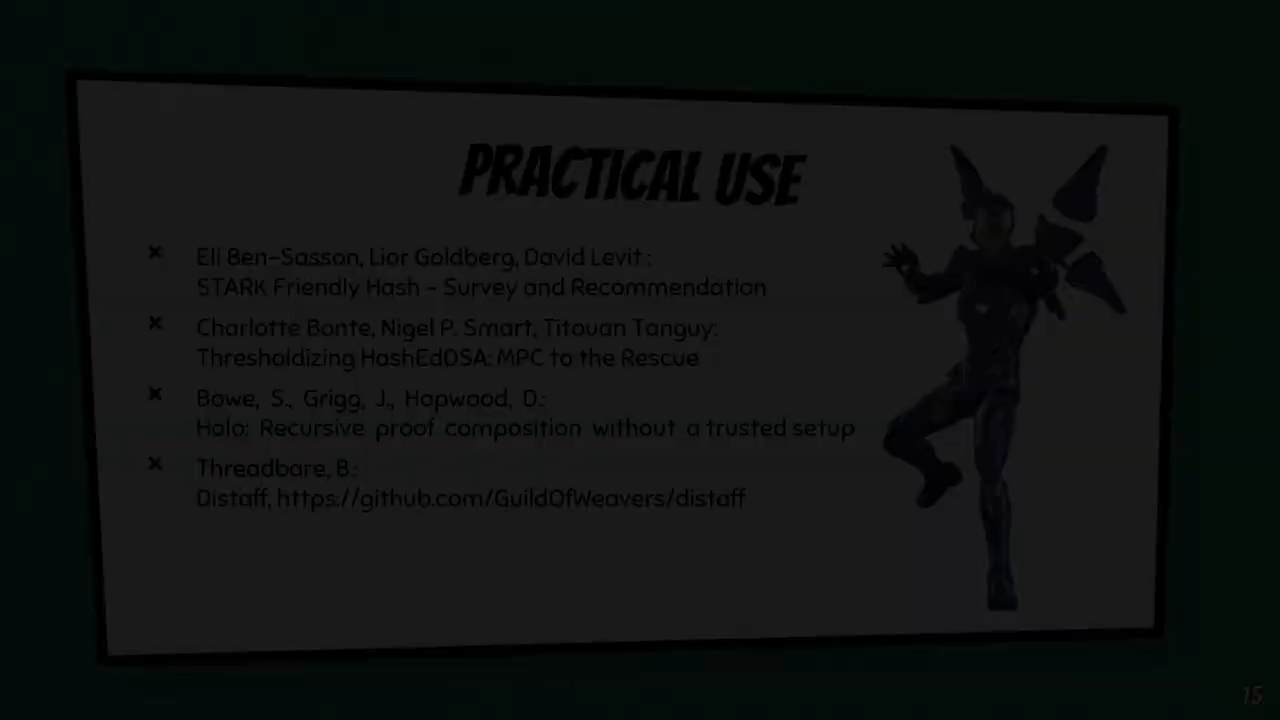 PRACTICAL USE
× Eli Ben-Sasson, Lior Goldberg, David Levit:
STARK Friendly Hash - Survey and Recommendation
× Charlotte Bonte, Nigel P. Smart, Titouan Tanguy:
Thresholdizing HashEdDSA: MPC to the Rescue
× Bowe, S., Grigg, J., Hopwood, D.:
Halo: Recursive proof composition without a trusted setup
× Threadbare, B.:
Distaff, https://github.com/GuildOfWeavers/distaff
15